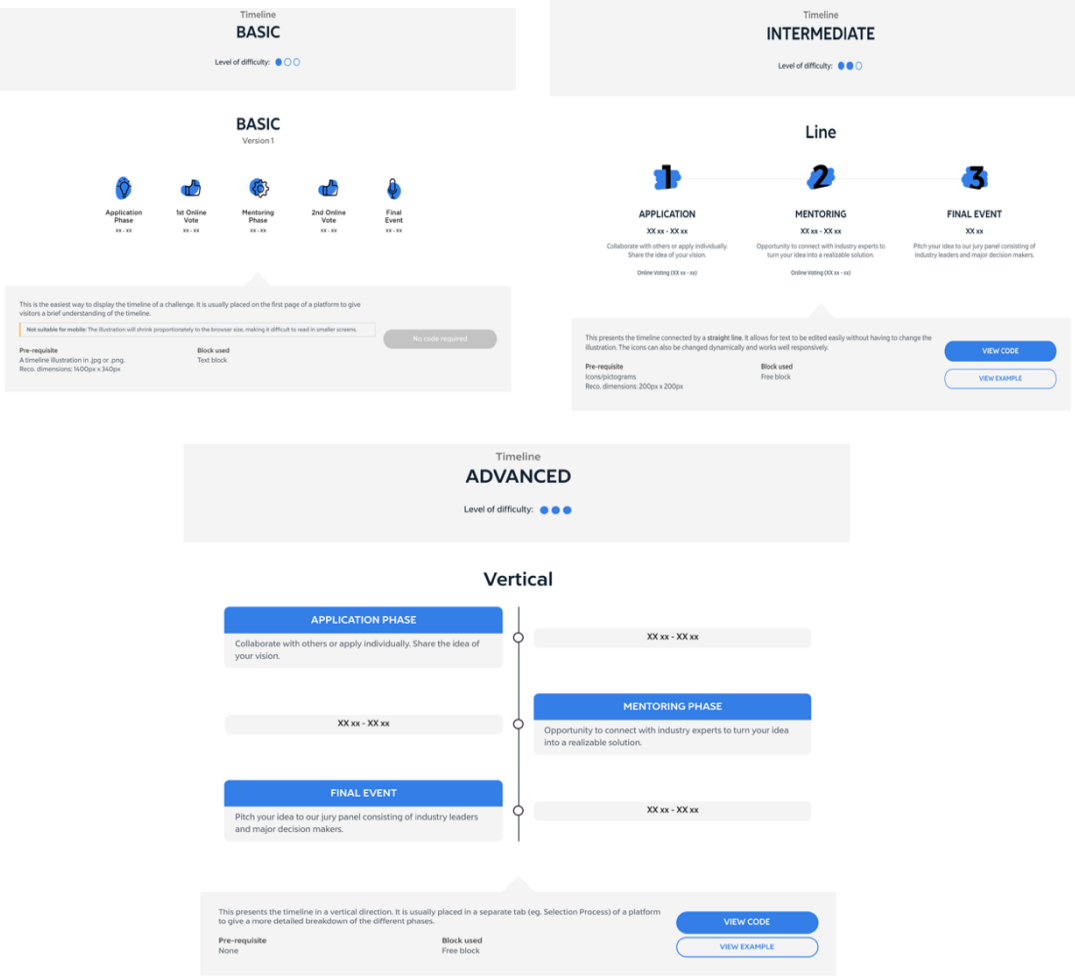 Timeline
BASIC
Level of difficulty:
BASIC
Version 1
Application
Phase
xx - xx
1st Online
Vote
xx - xx
Mentoring
Phase
xx - xx
2nd Online
Vote
xx - xx
Final
Event
xx - xx
This is the easiest way to display the timeline of a challenge. It is usually placed on the first page of a platform to give
visitors a brief understanding of the timeline.
Not suitable for mobile: The illustration will shrink proportionately to the browser size, making it difficult to read in smaller screens.
No code required
Pre-requisite
A timeline illustration in .jpg or .png.
Reco. dimensions: 1400px x 340px
Block used
Text block
Timeline
INTERMEDIATE
Level of difficulty:
Line
1
APPLICATION
XX xx - XX xx
Collaborate with others or apply individually.
Share the idea of your vision.
Online Voting (XX xx - xx)
2
MENTORING
XX xx - XX xx
Opportunity to connect with industry experts to
turn your idea into a realizable solution.
Online Voting (XX xx - xx)
3
FINAL EVENT
XX xx
Pitch your idea to our jury panel consisting of
industry leaders and major decision makers.
This presents the timeline connected by a straight line. It allows for text to be edited easily without having to change the
illustration. The icons can also be changed dynamically and works well responsively.
Pre-requisite
Icons/pictograms
Reco. dimensions: 200px x 200px
Block used
Free block
VIEW CODE
VIEW EXAMPLE
Timeline
ADVANCED
Level of difficulty:
Vertical
APPLICATION PHASE
Collaborate with others or apply individually. Share the idea of
your vision.
XX xx - XX xx
MENTORING PHASE
Opportunity to connect with industry experts to turn your idea
into a realizable solution.
XX xx - XX xx
FINAL EVENT
Pitch your idea to our jury panel consisting of industry leaders
and major decision makers.
XX xx - XX xx
This presents the timeline in a vertical direction. It is usually placed in a separate tab (eg. Selection Process) of a platform
to give a more detailed breakdown of the different phases.
Pre-requisite
None
Block used
Free block
VIEW CODE
VIEW EXAMPLE